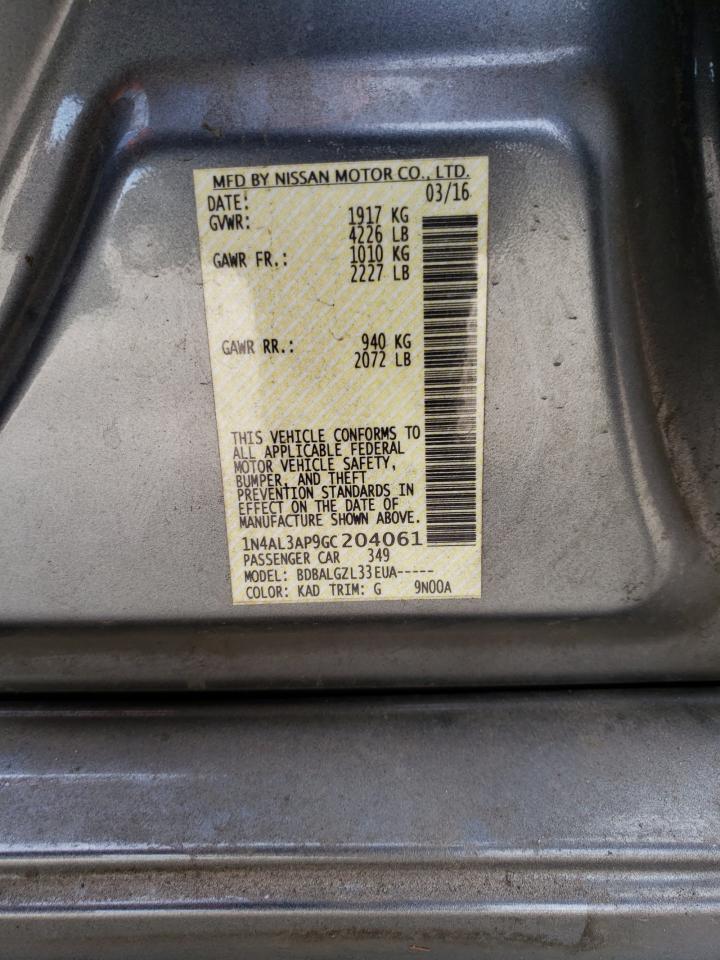 MFD BY NISSAN MOTOR CO., LTD.
DATE: 03/16
GVWR: 1917 KG
4226 LB
GAWR FR.: 1010 KG
2227 LB
GAWR RR.: 940 KG
2072 LB
THIS VEHICLE CONFORMS TO
ALL APPLICABLE FEDERAL
MOTOR VEHICLE SAFETY,
BUMPER, AND THEFT
PREVENTION STANDARDS IN
EFFECT ON THE DATE OF
MANUFACTURE SHOWN ABOVE.
1N4AL3AP9GC204061
PASSENGER CAR 349
MODEL: BDBALGZL33EUA-----
COLOR: KAD TRIM: G 9N00A